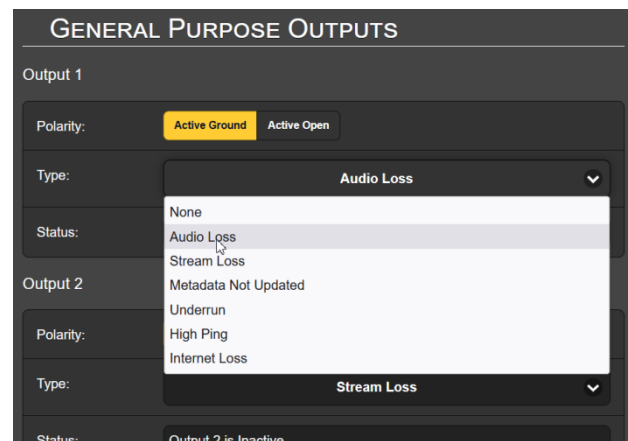 GENERAL PURPOSE OUTPUTS
Output 1
Polarity: Active Ground Active Open
Type: Audio Loss
None
Status: Audio Loss
Stream Loss
Output 2 Metadata Not Updated
Underrun
Polarity: High Ping
Internet Loss
Type: Stream Loss
Status: Output 2 is Inactive